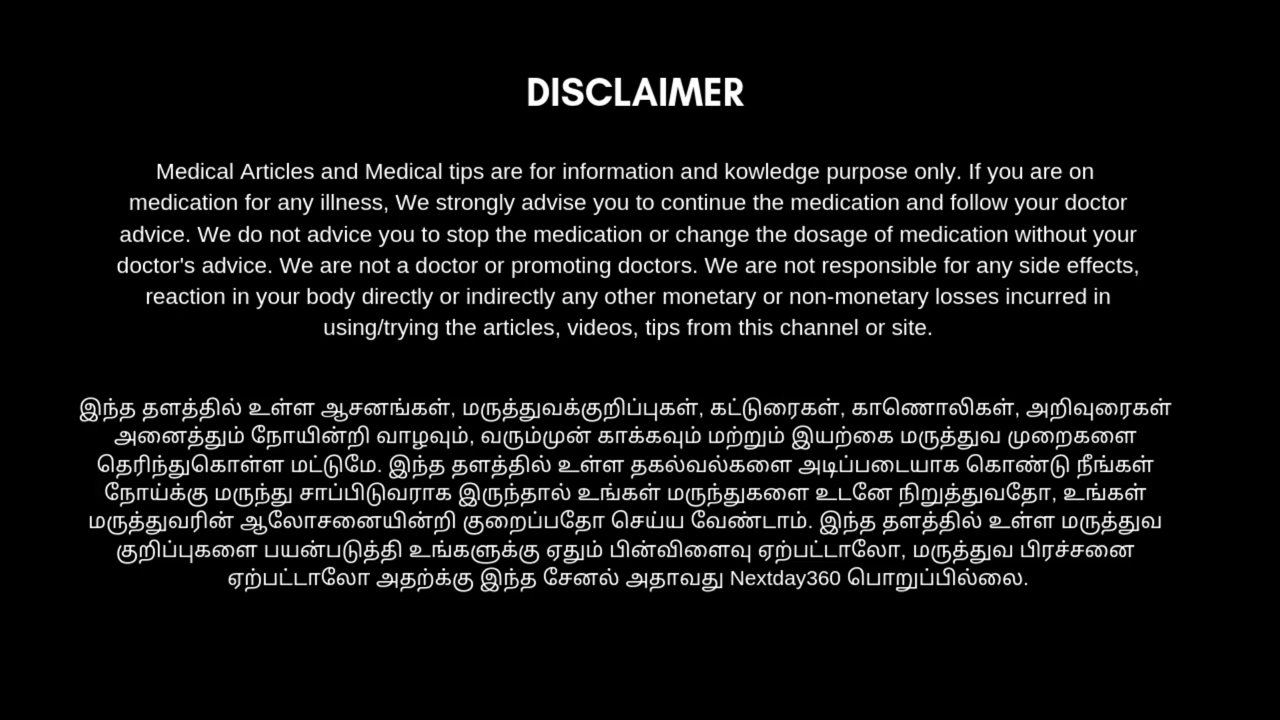 DISCLAIMER
Medical Articles and Medical tips are for information and kowledge purpose only. If you are on
medication for any illness, We strongly advise you to continue the medication and follow your doctor
advice. We do not advice you to stop the medication or change the dosage of medication without your
doctor's advice. We are not a doctor or promoting doctors. We are not responsible for any side effects,
reaction in your body directly or indirectly any other monetary or non-monetary losses incurred in
using/trying the articles, videos, tips from this channel or site.
இந்த தளத்தில் உள்ள ஆசனங்கள், மருத்துவக்குறிப்புகள், கட்டுரைகள், காணொலிகள், அறிவுரைகள்
அனைத்தும் நோயின்றி வாழவும், வரும்முன் காக்கவும் மற்றும் இயற்கை மருத்துவ முறைகளை
தெரிந்துகொள்ள மட்டுமே. இந்த தளத்தில் உள்ள தகல்வல்களை அடிப்படையாக கொண்டு நீங்கள்
நோய்க்கு மருந்து சாப்பிடுவராக இருந்தால் உங்கள் மருந்துகளை உடனே நிறுத்துவதோ, உங்கள்
மருத்துவரின் ஆலோசனையின்றி குறைப்பதோ செய்ய வேண்டாம். இந்த தளத்தில் உள்ள மருத்துவ
குறிப்புகளை பயன்படுத்தி உங்களுக்கு ஏதும் பின்விளைவு ஏற்பட்டாலோ, மருத்துவ பிரச்சனை
ஏற்பட்டாலோ அதற்க்கு இந்த சேனல் அதாவது Nextday360 பொறுப்பில்லை.